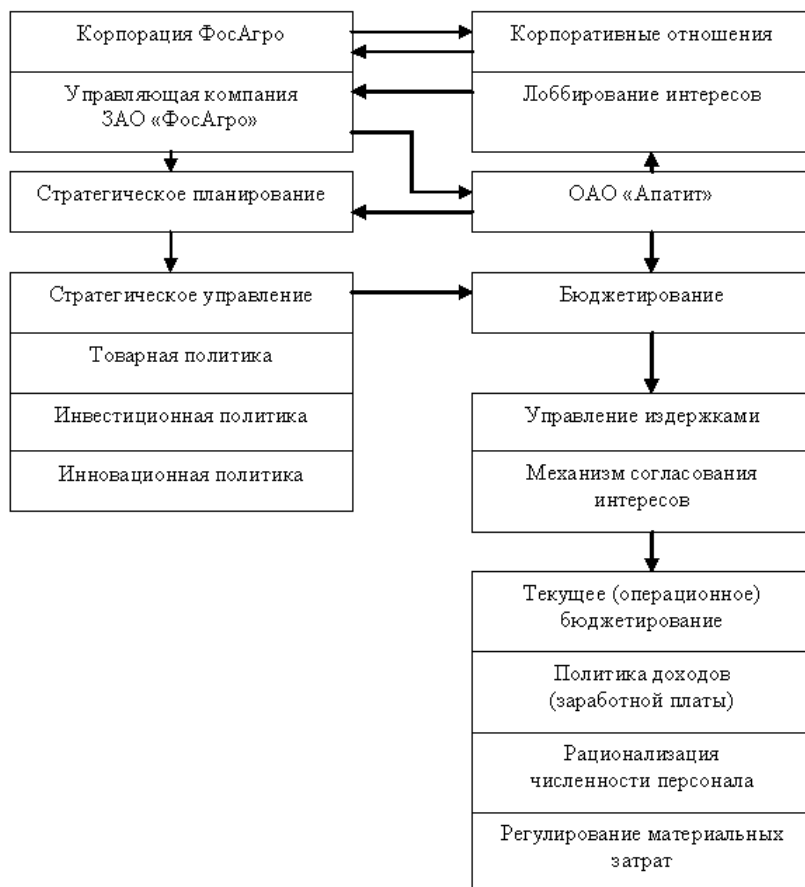 Корпорация ФосАгро
Корпоративные отношения
Управляющая компания
ЗАО «ФосАгро»
Лоббирование интересов
Стратегическое планирование
ОАО «Апатит»
Стратегическое управление
Бюджетирование
Товарная политика
Инвестиционная политика
Управление издержками
Инновационная политика
Механизм согласования
интересов
Текущее (операционное)
бюджетирование
Политика доходов
(заработной платы)
Рационализация
численности персонала
Регулирование материальных
затрат